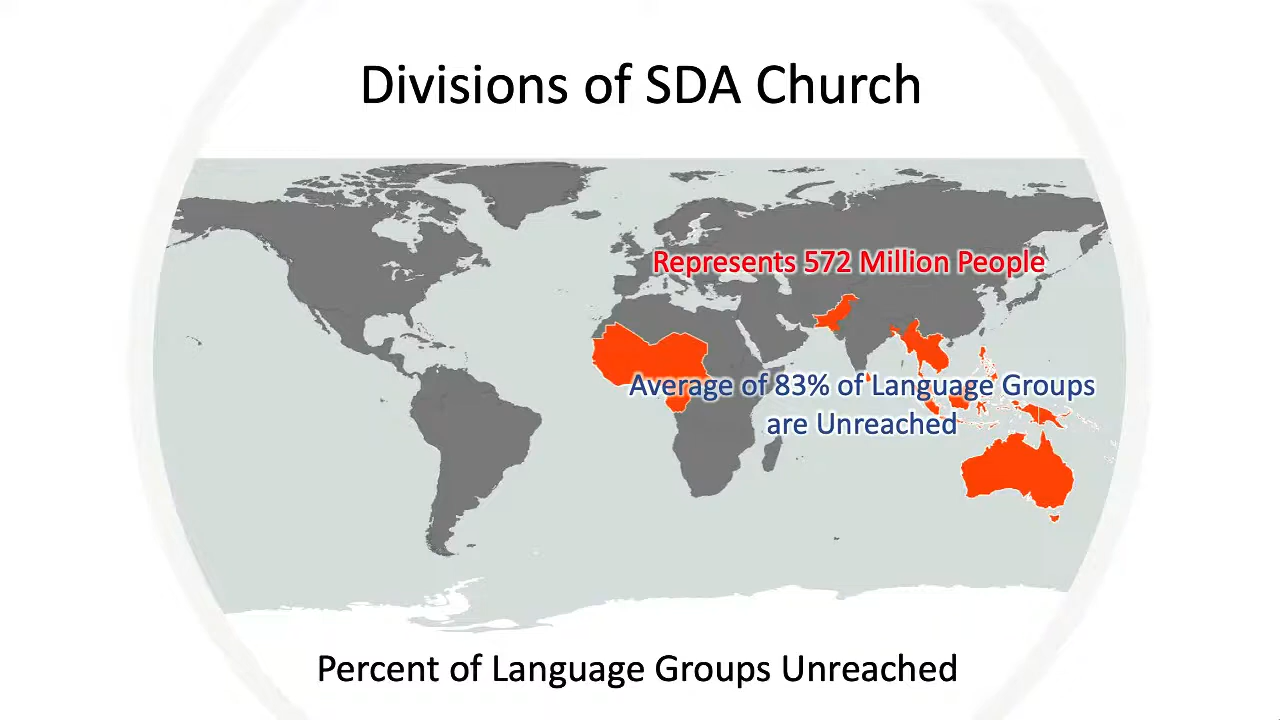 Divisions of SDA Church
Represents 572 Million People
Average of 83% of Language Groups
are Unreached
Percent of Language Groups Unreached